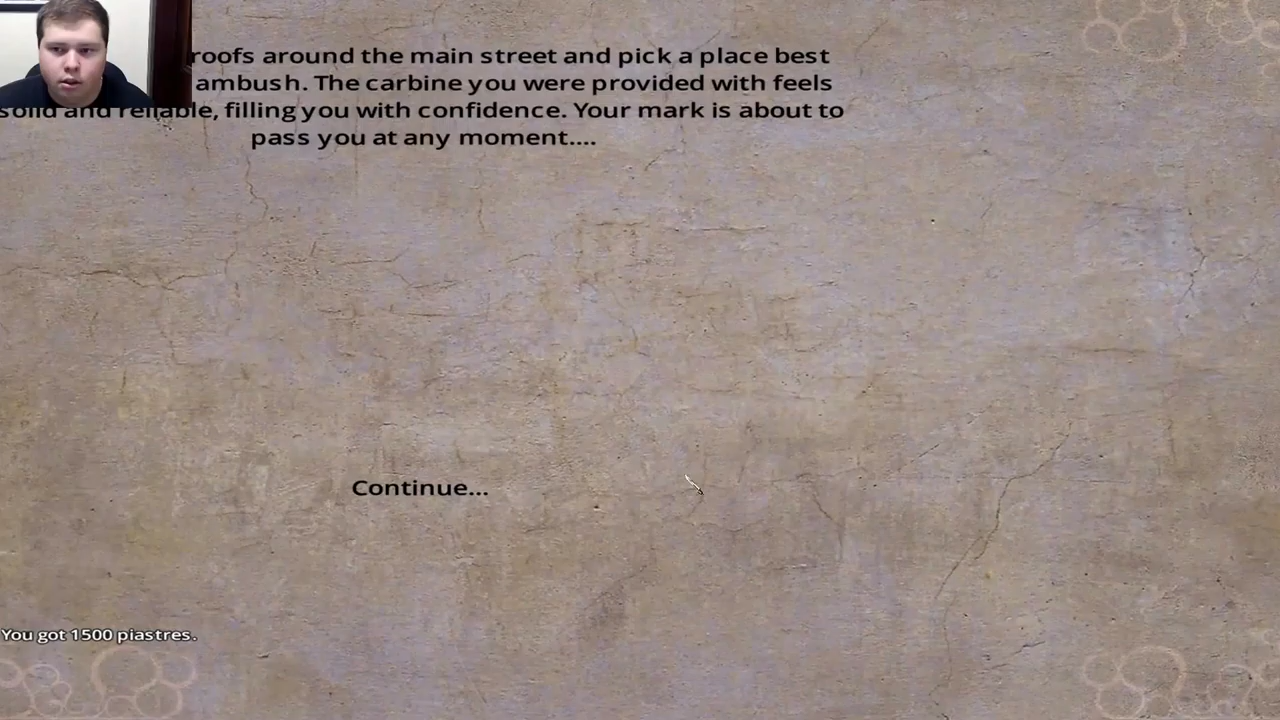 roofs around the main street and pick a place best
ambush. The carbine you were provided with feels
solid and reliable, filling you with confidence. Your mark is about to
pass you at any moment....
Continue...
You got 1500 piastres.